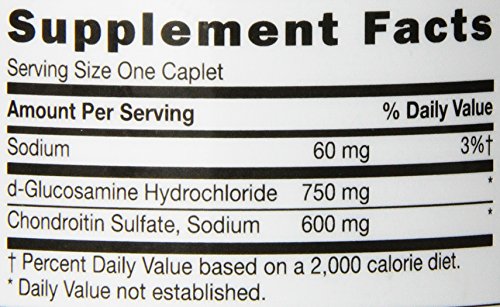 Supplement Facts
Serving Size One Caplet
Amount Per Serving % Daily Value
Sodium 60 mg 3%†
d-Glucosamine Hydrochloride 750 mg *
Chondroitin Sulfate, Sodium 600 mg *
† Percent Daily Value based on a 2,000 calorie diet.
* Daily Value not established.